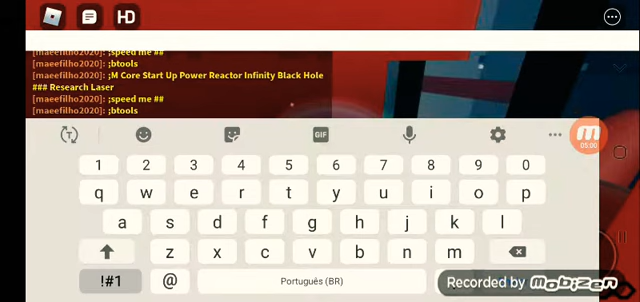 HD
[maeefilho2020]: ;speed me ##
[maeefilho2020]: ;btools
[maeefilho2020]: ;M Core Start Up Power Reactor Infinity Black Hole
### Research Laser
[maeefilho2020]: ;speed me ##
[maeefilho2020]: ;btools
T GIF M
05:00
1 2 3 4 5 6 7 8 9 0
q w e r t y u i o p
a s d f g h j k l
z x c v b n m
!#1 @ Português (BR)
Recorded by mobizen